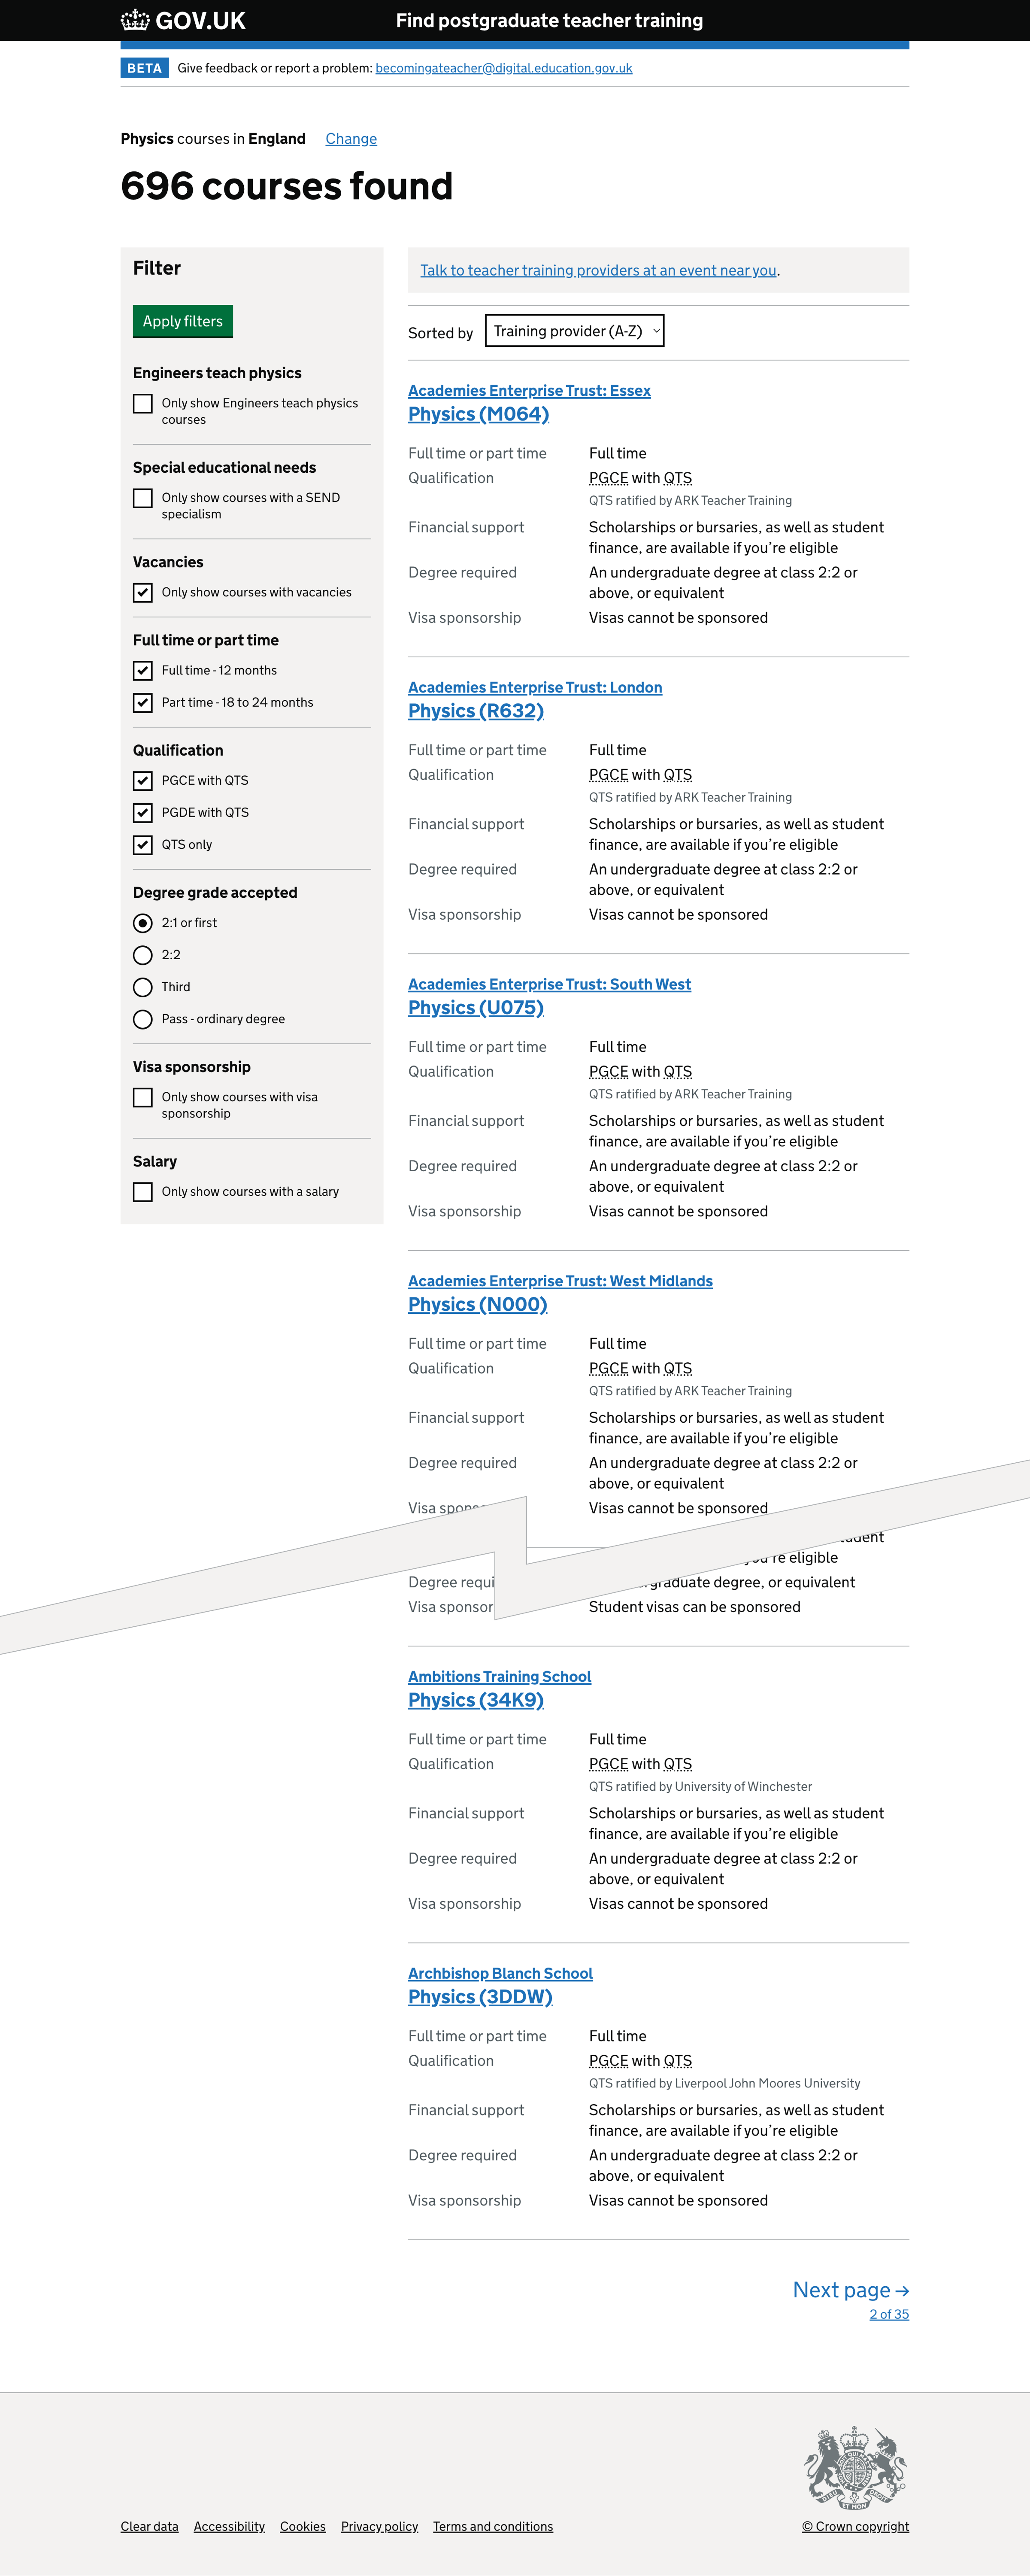 GOV.UK
Find postgraduate teacher training
BETA
Give feedback or report a problem: becomingateacher@digital.education.gov.uk
Physics courses in England Change
696 courses found
Filter
Apply filters
Engineers teach physics
Only show Engineers teach physics
courses
Special educational needs
Only show courses with a SEND
specialism
Vacancies
Only show courses with vacancies
Full time or part time
Full time - 12 months
Part time - 18 to 24 months
Qualification
PGCE with QTS
PGDE with QTS
QTS only
Degree grade accepted
2:1 or first
2:2
Third
Pass - ordinary degree
Visa sponsorship
Only show courses with visa
sponsorship
Salary
Only show courses with a salary
Talk to teacher training providers at an event near you.
Sorted by Training provider (A-Z)
Academies Enterprise Trust: Essex
Physics (M064)
Full time or part time Full time
Qualification PGCE with QTS
QTS ratified by ARK Teacher Training
Financial support Scholarships or bursaries, as well as student
finance, are available if you’re eligible
Degree required An undergraduate degree at class 2:2 or
above, or equivalent
Visa sponsorship Visas cannot be sponsored
Academies Enterprise Trust: London
Physics (R632)
Full time or part time Full time
Qualification PGCE with QTS
QTS ratified by ARK Teacher Training
Financial support Scholarships or bursaries, as well as student
finance, are available if you’re eligible
Degree required An undergraduate degree at class 2:2 or
above, or equivalent
Visa sponsorship Visas cannot be sponsored
Academies Enterprise Trust: South West
Physics (U075)
Full time or part time Full time
Qualification PGCE with QTS
QTS ratified by ARK Teacher Training
Financial support Scholarships or bursaries, as well as student
finance, are available if you’re eligible
Degree required An undergraduate degree at class 2:2 or
above, or equivalent
Visa sponsorship Visas cannot be sponsored
Academies Enterprise Trust: West Midlands
Physics (N000)
Full time or part time Full time
Qualification PGCE with QTS
QTS ratified by ARK Teacher Training
Financial support Scholarships or bursaries, as well as student
finance, are available if you’re eligible
Degree required An undergraduate degree at class 2:2 or
above, or equivalent
Visa Visas cannot be sponsored
eligible
Degree degree, or equivalent
Visa Student visas can be sponsored
Ambitions Training School
Physics (34K9)
Full time or part time Full time
Qualification PGCE with QTS
QTS ratified by University of Winchester
Financial support Scholarships or bursaries, as well as student
finance, are available if you’re eligible
Degree required An undergraduate degree at class 2:2 or
above, or equivalent
Visa sponsorship Visas cannot be sponsored
Archbishop Blanch School
Physics (3DDW)
Full time or part time Full time
Qualification PGCE with QTS
QTS ratified by Liverpool John Moores University
Financial support Scholarships or bursaries, as well as student
finance, are available if you’re eligible
Degree required An undergraduate degree at class 2:2 or
above, or equivalent
Visa sponsorship Visas cannot be sponsored
Next page →
2 of 35
Clear data Accessibility Cookies Privacy policy Terms and conditions
© Crown copyright